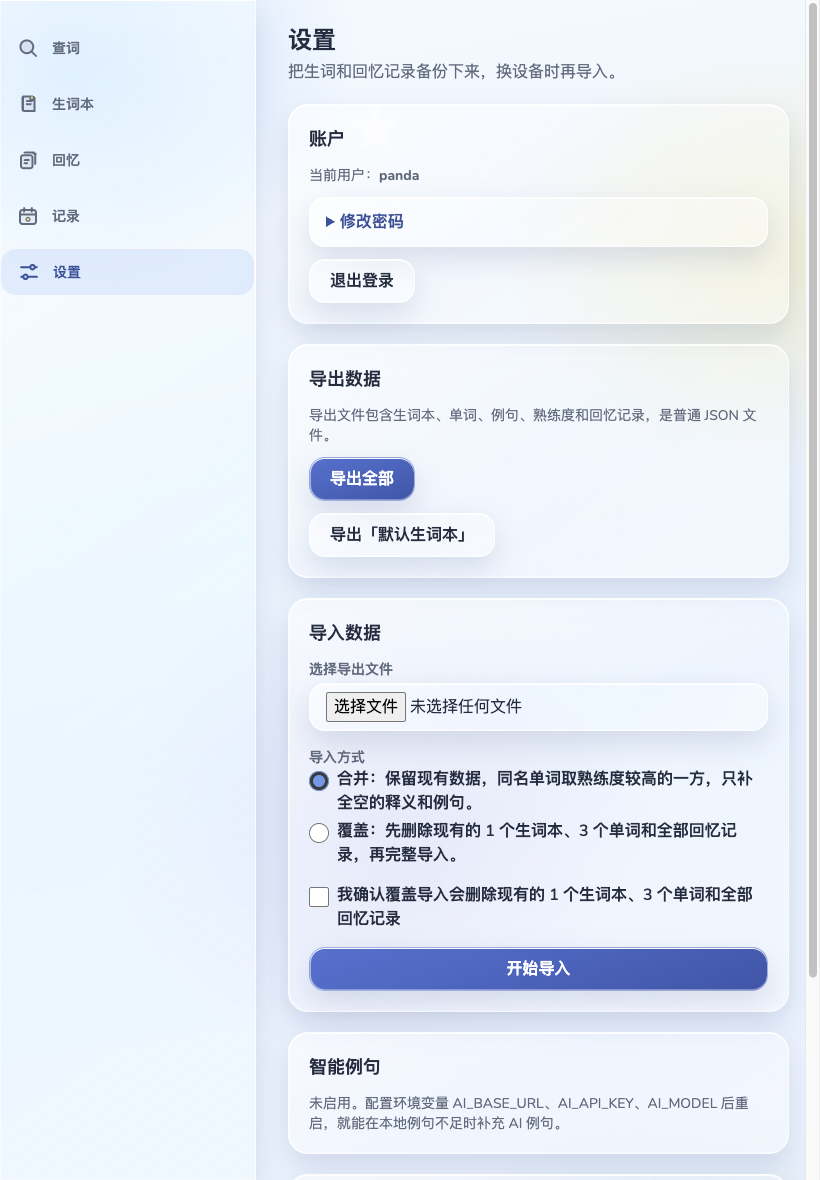 查词
生词本
回忆
记录
设置
设置
把生词和回忆记录备份下来，换设备时再导入。
账户
当前用户：panda
修改密码
退出登录
导出数据
导出文件包含生词本、单词、例句、熟练度和回忆记录，是普通 JSON 文
件。
导出全部
导出「默认生词本」
导入数据
选择导出文件
选择文件 未选择任何文件
导入方式
合并：保留现有数据，同名单词取熟练度较高的一方，只补
全空的释义和例句。
覆盖：先删除现有的 1 个生词本、3 个单词和全部回忆记
录，再完整导入。
我确认覆盖导入会删除现有的 1 个生词本、3 个单词和全部
回忆记录
开始导入
智能例句
未启用。配置环境变量 AI_BASE_URL、AI_API_KEY、AI_MODEL 后重
启，就能在本地例句不足时补充 AI 例句。